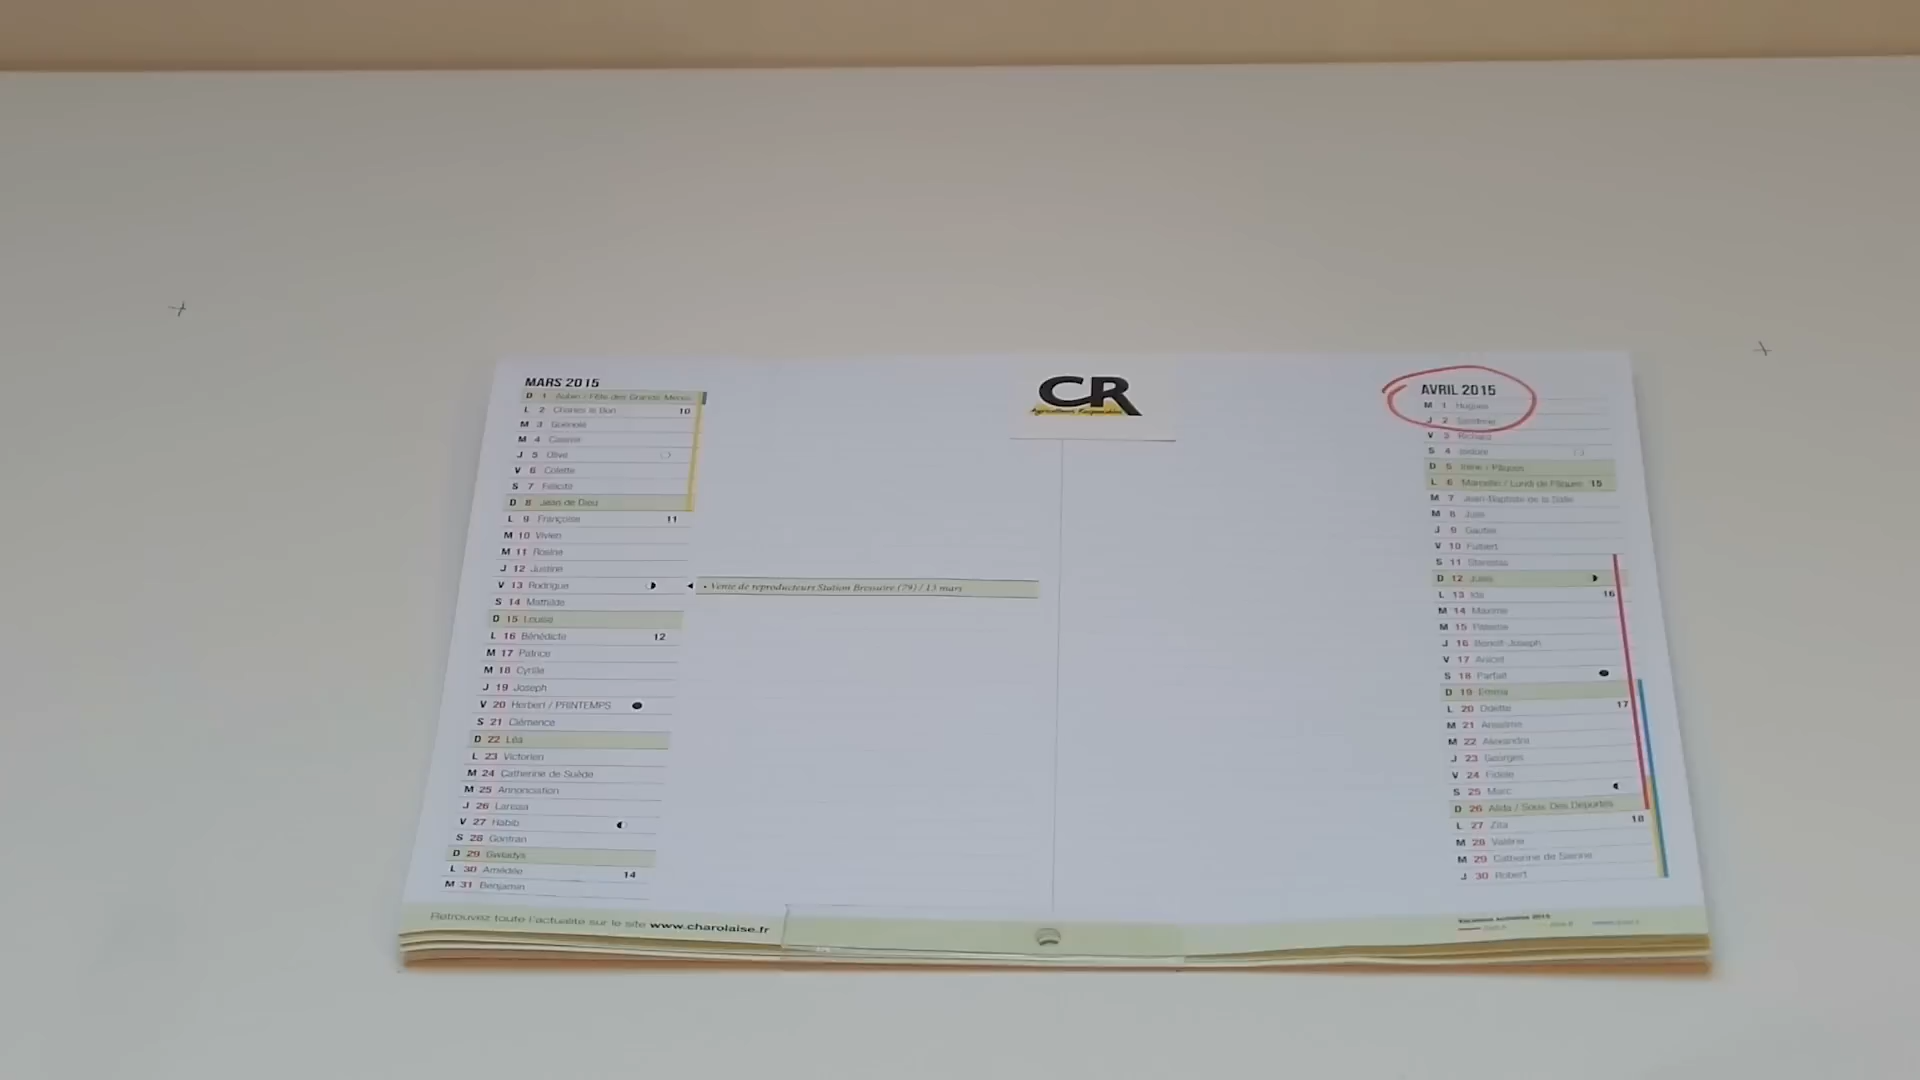 MARS 2015
D 1 Aubin / Fête des Grands Mères
L 2 Charles le Bon 10
M 3 Guénolé
M 4 Casimir
J 5 Olive
V 6 Colette
S 7 Félicité
D 8 Jean de Dieu
L 9 Françoise 11
M 10 Vivien
M 11 Rosine
J 12 Justine
V 13 Rodrigue
S 14 Mathilde
D 15 Louise
L 16 Bénédicte 12
M 17 Patrice
M 18 Cyrille
J 19 Joseph
V 20 Herbert / PRINTEMPS
S 21 Clémence
D 22 Léa
L 23 Victorien
M 24 Catherine de Suède
M 25 Annonciation
J 26 Larissa
V 27 Habib
S 28 Gontran
D 29 Gwladys
L 30 Amédée 14
M 31 Benjamin
• Vente de reproducteurs Station Bressuire (79) / 13 mars
CR
Agriculteurs Responsables
AVRIL 2015
M 1 Hugues
J 2 Sandrine
V 3 Richard
S 4 Isidore
D 5 Irène / Pâques
L 6 Marcellin / Lundi de Pâques 15
M 7 Jean-Baptiste de la Salle
M 8 Julie
J 9 Gautier
V 10 Fulbert
S 11 Stanislas
D 12 Jules
L 13 Ida 16
M 14 Maxime
M 15 Paterne
J 16 Benoît-Joseph
V 17 Anicet
S 18 Parfait
D 19 Emma
L 20 Odette 17
M 21 Anselme
M 22 Alexandre
J 23 Georges
V 24 Fidèle
S 25 Marc
D 26 Alida / Souv. Des Déportés
L 27 Zita 18
M 28 Valérie
M 29 Catherine de Sienne
J 30 Robert
Retrouvez toute l'actualité sur le site www.charolaise.fr